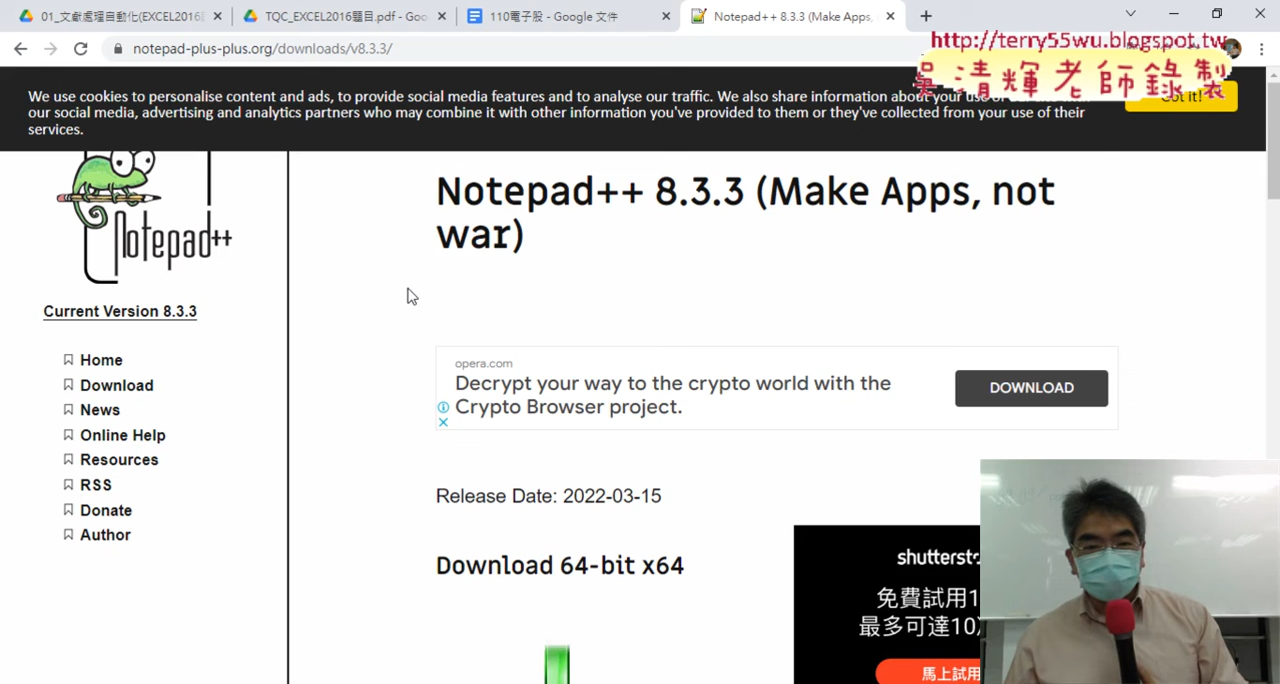 01_文獻處理自動化(EXCEL2016
TQC_EXCEL2016題目.pdf - Goo
110電子股 - Google 文件
Notepad++ 8.3.3 (Make Apps,
notepad-plus-plus.org/downloads/v8.3.3/
http://terry55wu.blogspot.tw
吳清輝老師錄製
We use cookies to personalise content and ads, to provide social media features and to analyse our traffic. We also share information about your use of our site with
our social media, advertising and analytics partners who may combine it with other information you've provided to them or they've collected from your use of their
services.
Got it!
Notepad++
Current Version 8.3.3
Home
Download
News
Online Help
Resources
RSS
Donate
Author
Notepad++ 8.3.3 (Make Apps, not
war)
opera.com
Decrypt your way to the crypto world with the
Crypto Browser project.
DOWNLOAD
Release Date: 2022-03-15
Download 64-bit x64
shutterst
免費試用1
最多可達10
馬上試用